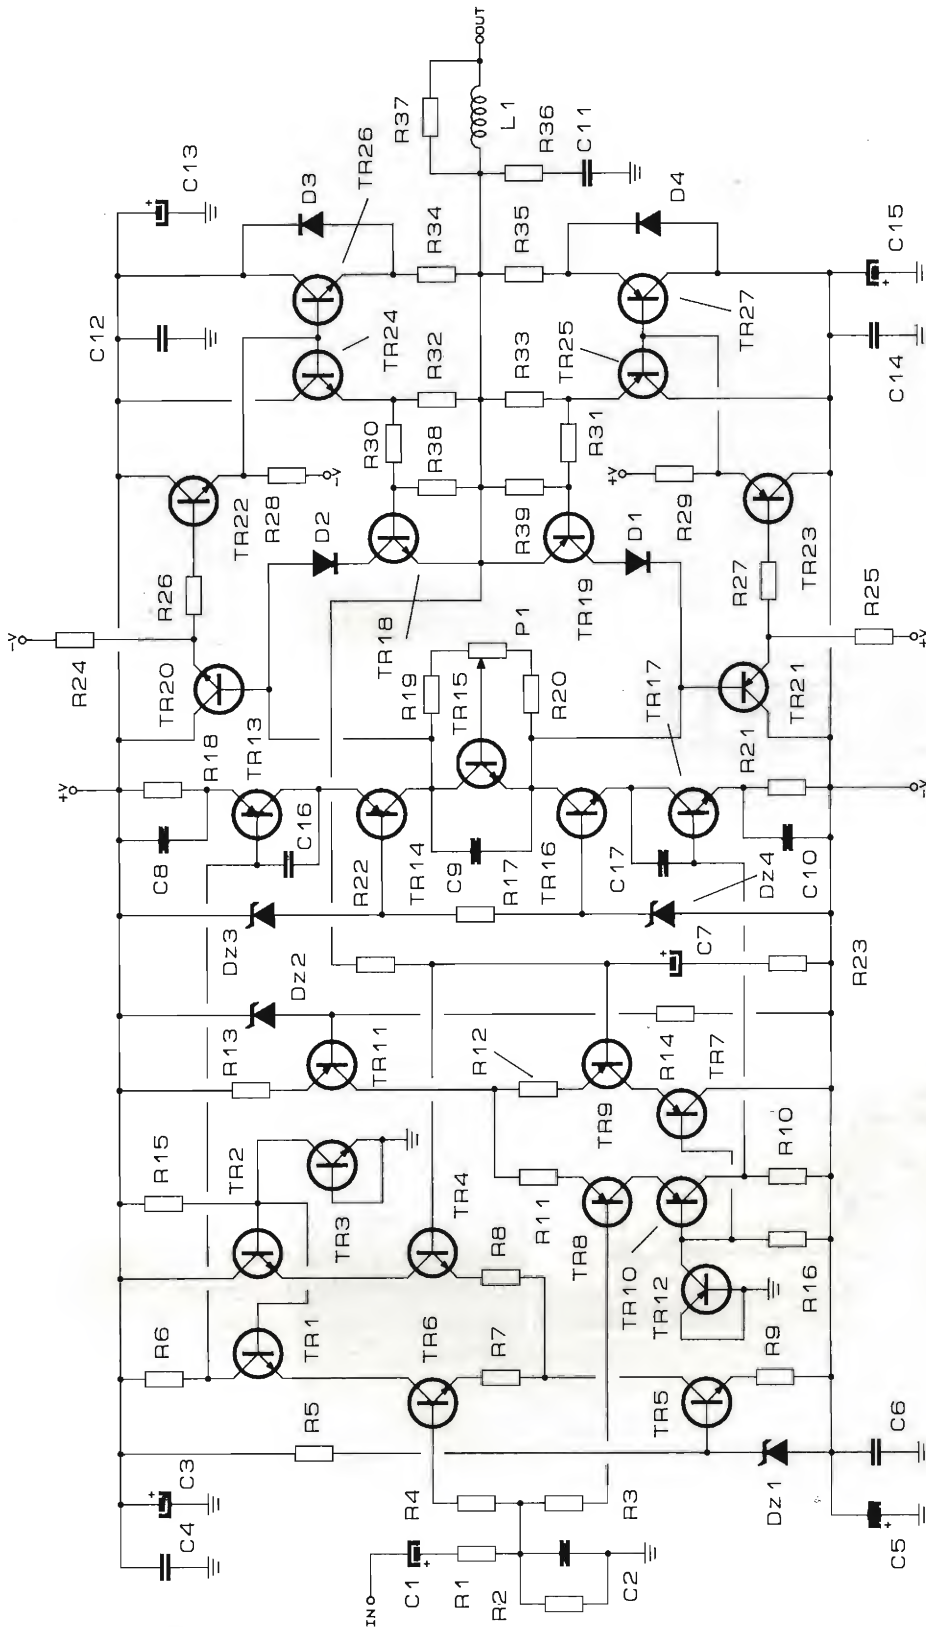 OUT
R37
L1
R36
C11
C13
D3
TR26
R34
R35
D4
C15
C12
TR24
R32
R33
TR25
TR27
C14
R30
R38
R31
TR22
R28
-V
D2
R39
D1
+V
R29
TR23
R26
R27
R25
-V
R24
TR20
TR18
P1
TR19
R19
TR15
R20
TR17
TR21
+V
+V
R18
TR13
R21
-V
C8
C16
R22
TR14
C9
R17
TR16
C17
Dz4
C10
Dz3
Dz2
C7
R23
R13
TR11
R12
R14
TR7
TR9
R15
TR2
TR3
TR4
R8
R11
TR8
R10
TR10
TR12
R16
R6
TR1
TR6
R7
R9
TR5
R5
C3
C4
R4
R3
Dz1
C6
C5
IN
C1
R1
R2
C2